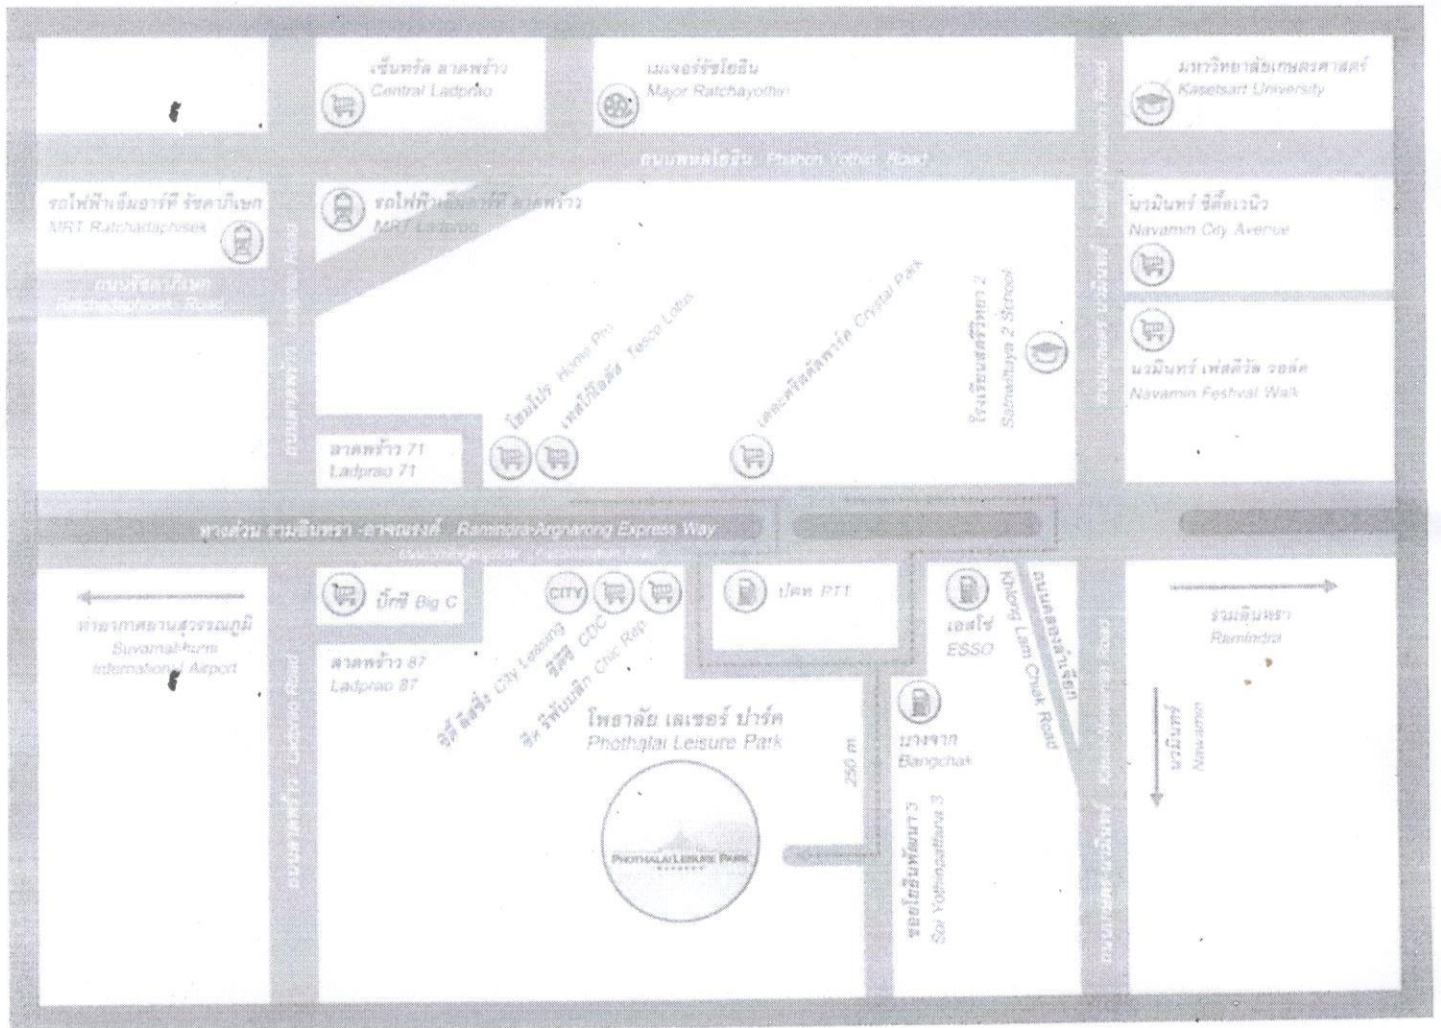 เซ็นทรัล ลาดพร้าว
Central Ladprao
เมเจอร์รัชโยธิน
Major Ratchayothin
มหาวิทยาลัยเกษตรศาสตร์
Kasetsart University
ถนนพหลโยธิน Phahon Yothin Road
รถไฟฟ้าเอ็มอาร์ที รัชดาภิเษก
MRT Ratchadaphisek
รถไฟฟ้าเอ็มอาร์ที ลาดพร้าว
MRT Ladprao
นวมินทร์ ซิตี้อเวนิว
Navamin City Avenue
ถนนรัชดาภิเษก
Ratchadaphisek Road
ถนนลาดพร้าว Ladprao Road
โฮมโปร Home Pro
เทสโก้โลตัส Tesco Lotus
เดอะคริสตัลพาร์ค Crystal Park
โรงเรียนสตรีวิทยา 2
Satriwittaya 2 School
นวมินทร์ เฟสติวัล วอล์ค
Navamin Festival Walk
ลาดพร้าว 71
Ladprao 71
ทางด่วน รามอินทรา -อาจณรงค์ Ramindra-Argnarong Express Way
ท่าอากาศยานสุวรรณภูมิ
Suvarnabhumi
International Airport
บิ๊กซี Big C
ลาดพร้าว 87
Ladprao 87
CITY
ซิตี้ ลิสซิ่ง City Leasing
ซีดีซี CDC
ชิค รีพับบลิก Chic Rep.
ปตท PTT
เอสโซ่
ESSO
ถนนคลองลำเจียก
Khlong Lam Chiak Road
รามอินทรา
Ramindra
นวมินทร์
Nawamin
โพธาลัย เลเชอร์ ปาร์ค
Phothalai Leisure Park
PHOTHALAI LEISURE PARK
250 m.
บางจาก
Bangchak
ซอยโยธินพัฒนา 3
Soi Yothinpattana 3
ถนนลาดพร้าว Ladprao Road